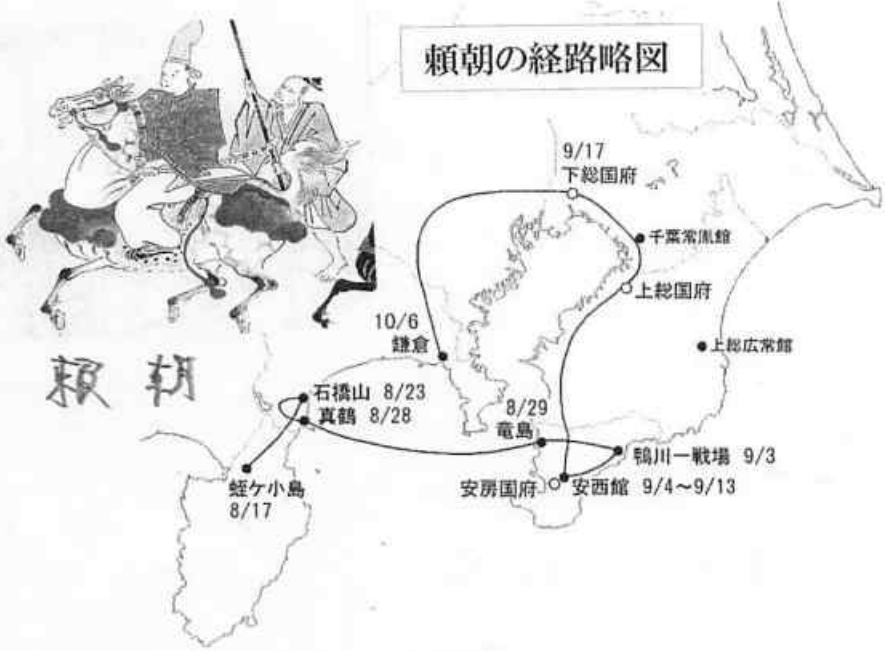 頼朝の経路略図
9/17
下総国府
千葉常胤館
上総国府
10/6
鎌倉
上総広常館
頼朝
石橋山 8/23
真鶴 8/28
8/29
竜島
鴨川一戦場 9/3
蛭ケ小島
8/17
安房国府
安西館 9/4〜9/13